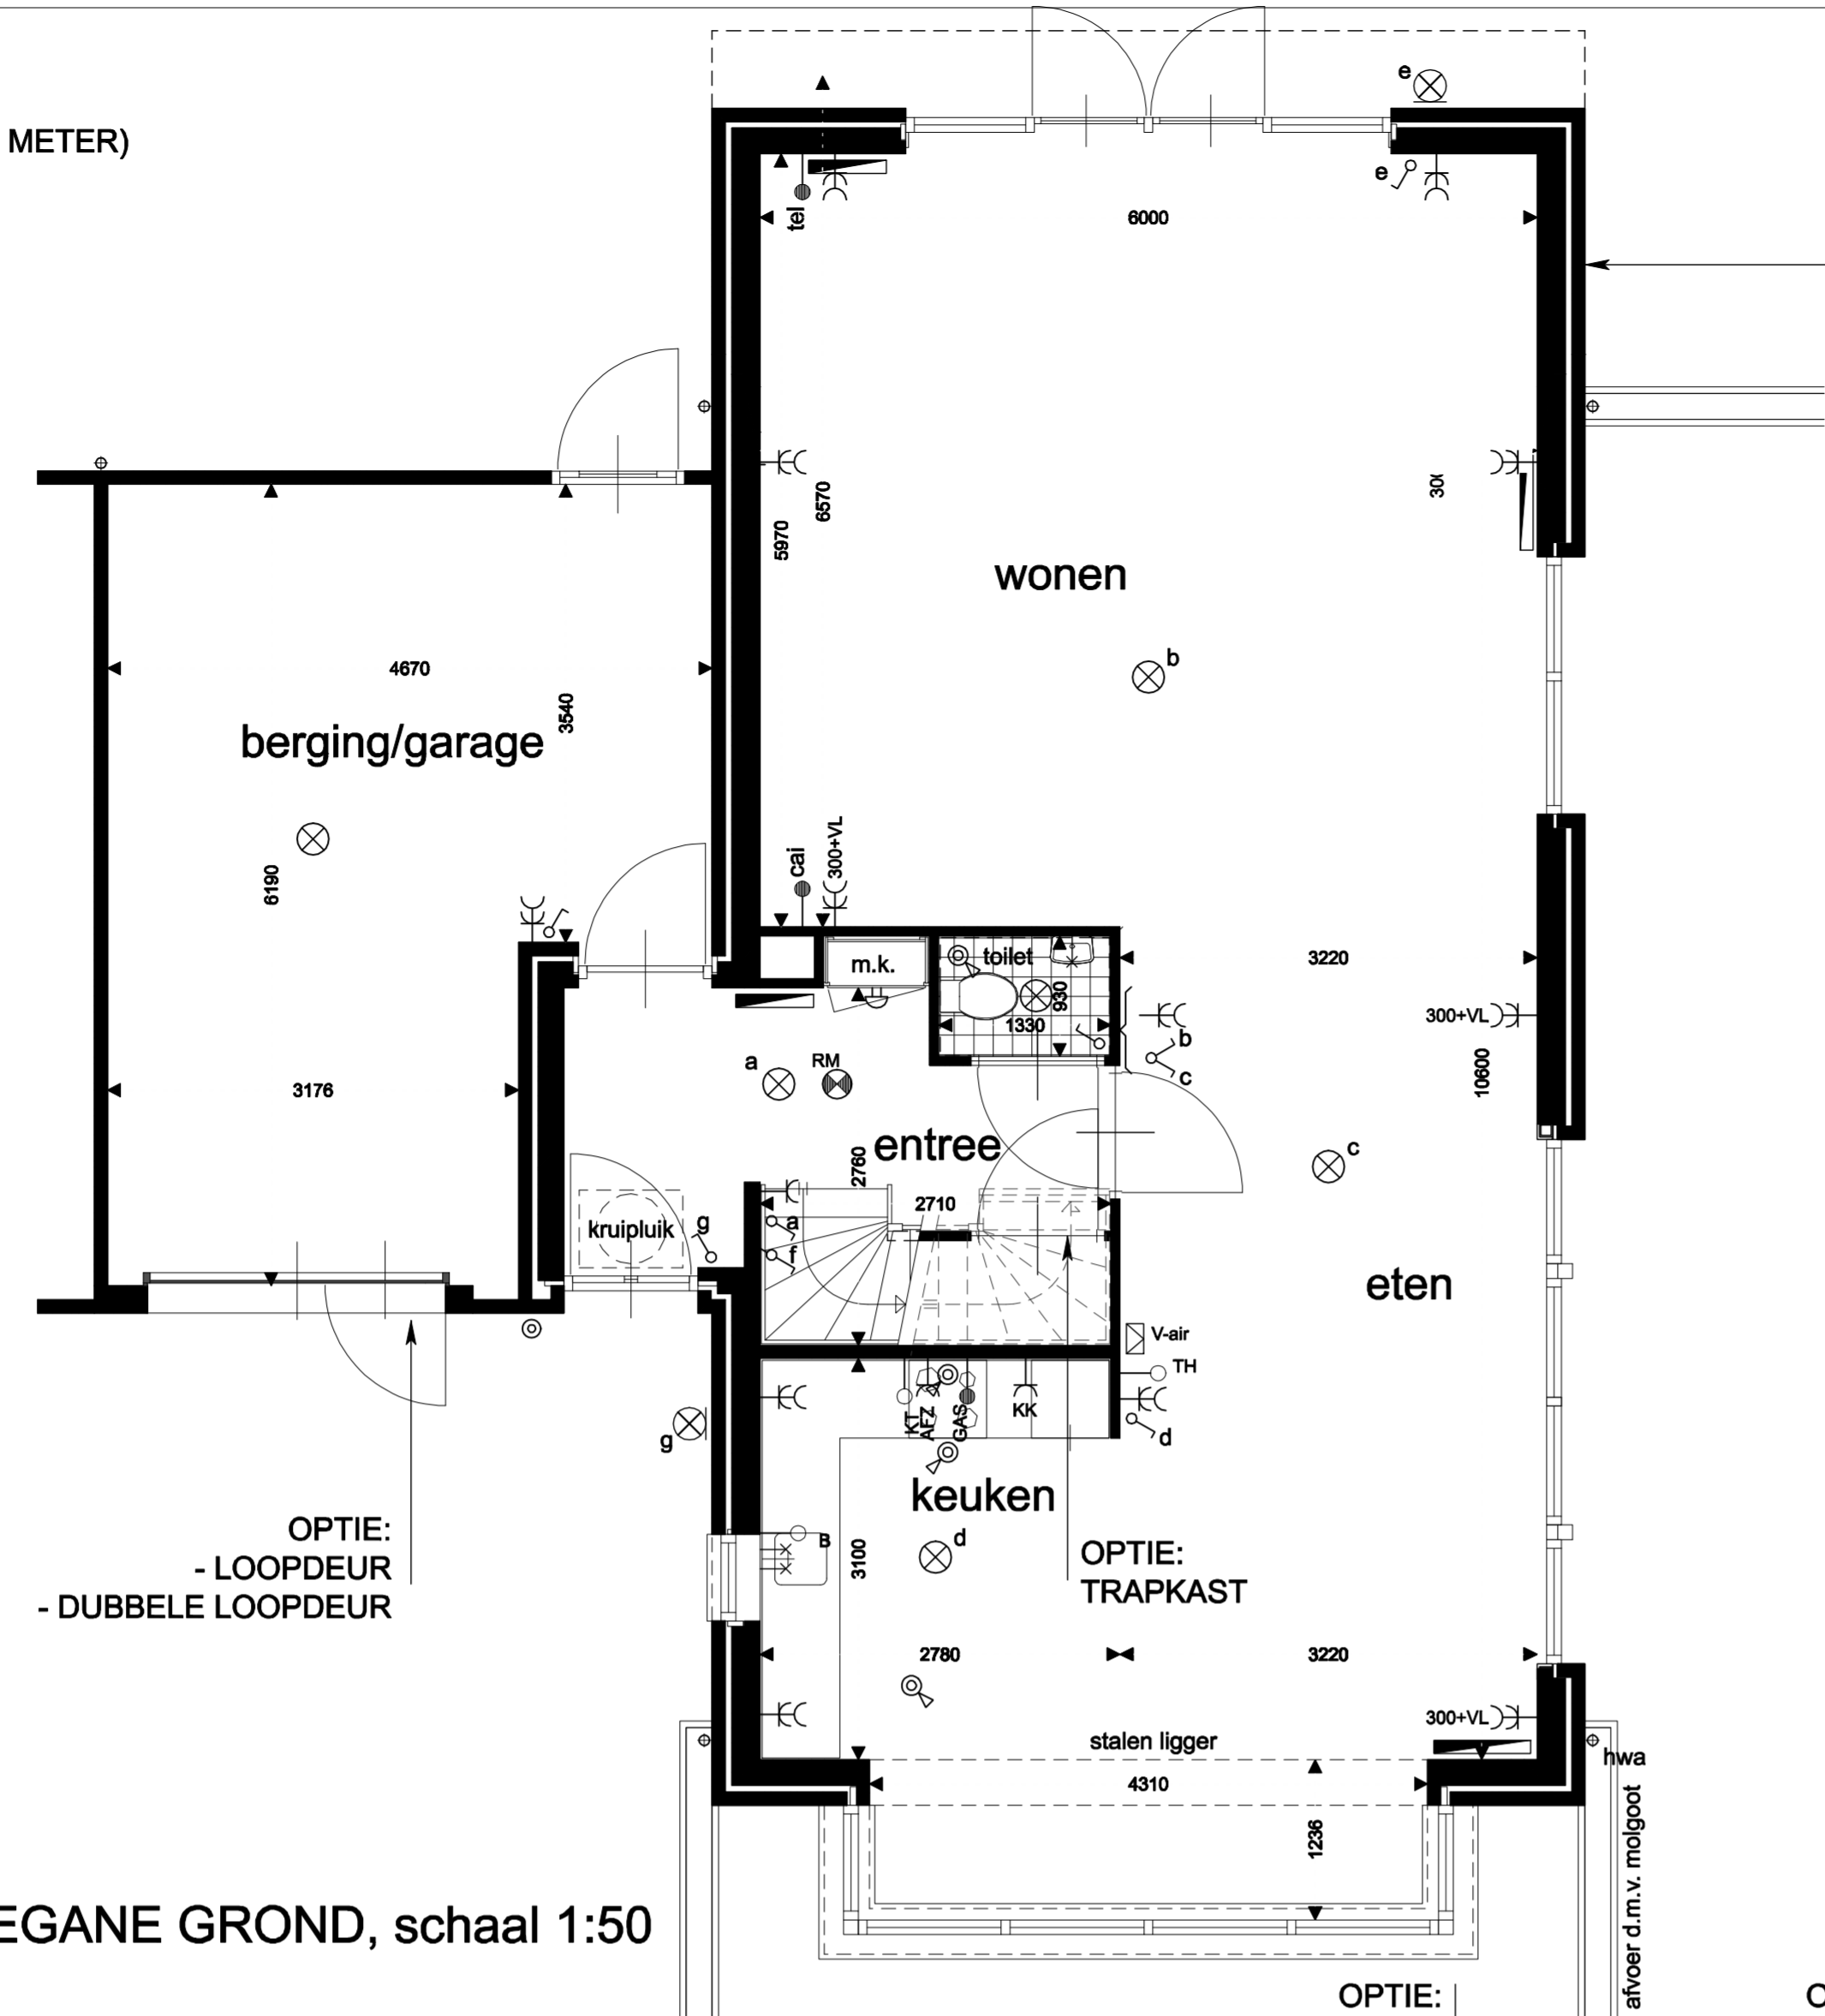 METER)
e
e
tel
6000
6570
5970
30(
wonen
b
4670
3540
berging/garage
6190
cai
300+VL
m.k.
toilet
930
1330
3220
300+VL
b
c
10600
3176
a
RM
entree
2760
c
2710
kruipluik
g
a
f
eten
V-air
TH
KT
AFZ
GAS
KK
d
g
keuken
OPTIE:
- LOOPDEUR
- DUBBELE LOOPDEUR
B
3100
d
OPTIE:
TRAPKAST
2780
3220
stalen ligger
300+VL
hwa
4310
1236
afvoer d.m.v. molgoot
EGANE GROND, schaal 1:50
OPTIE: